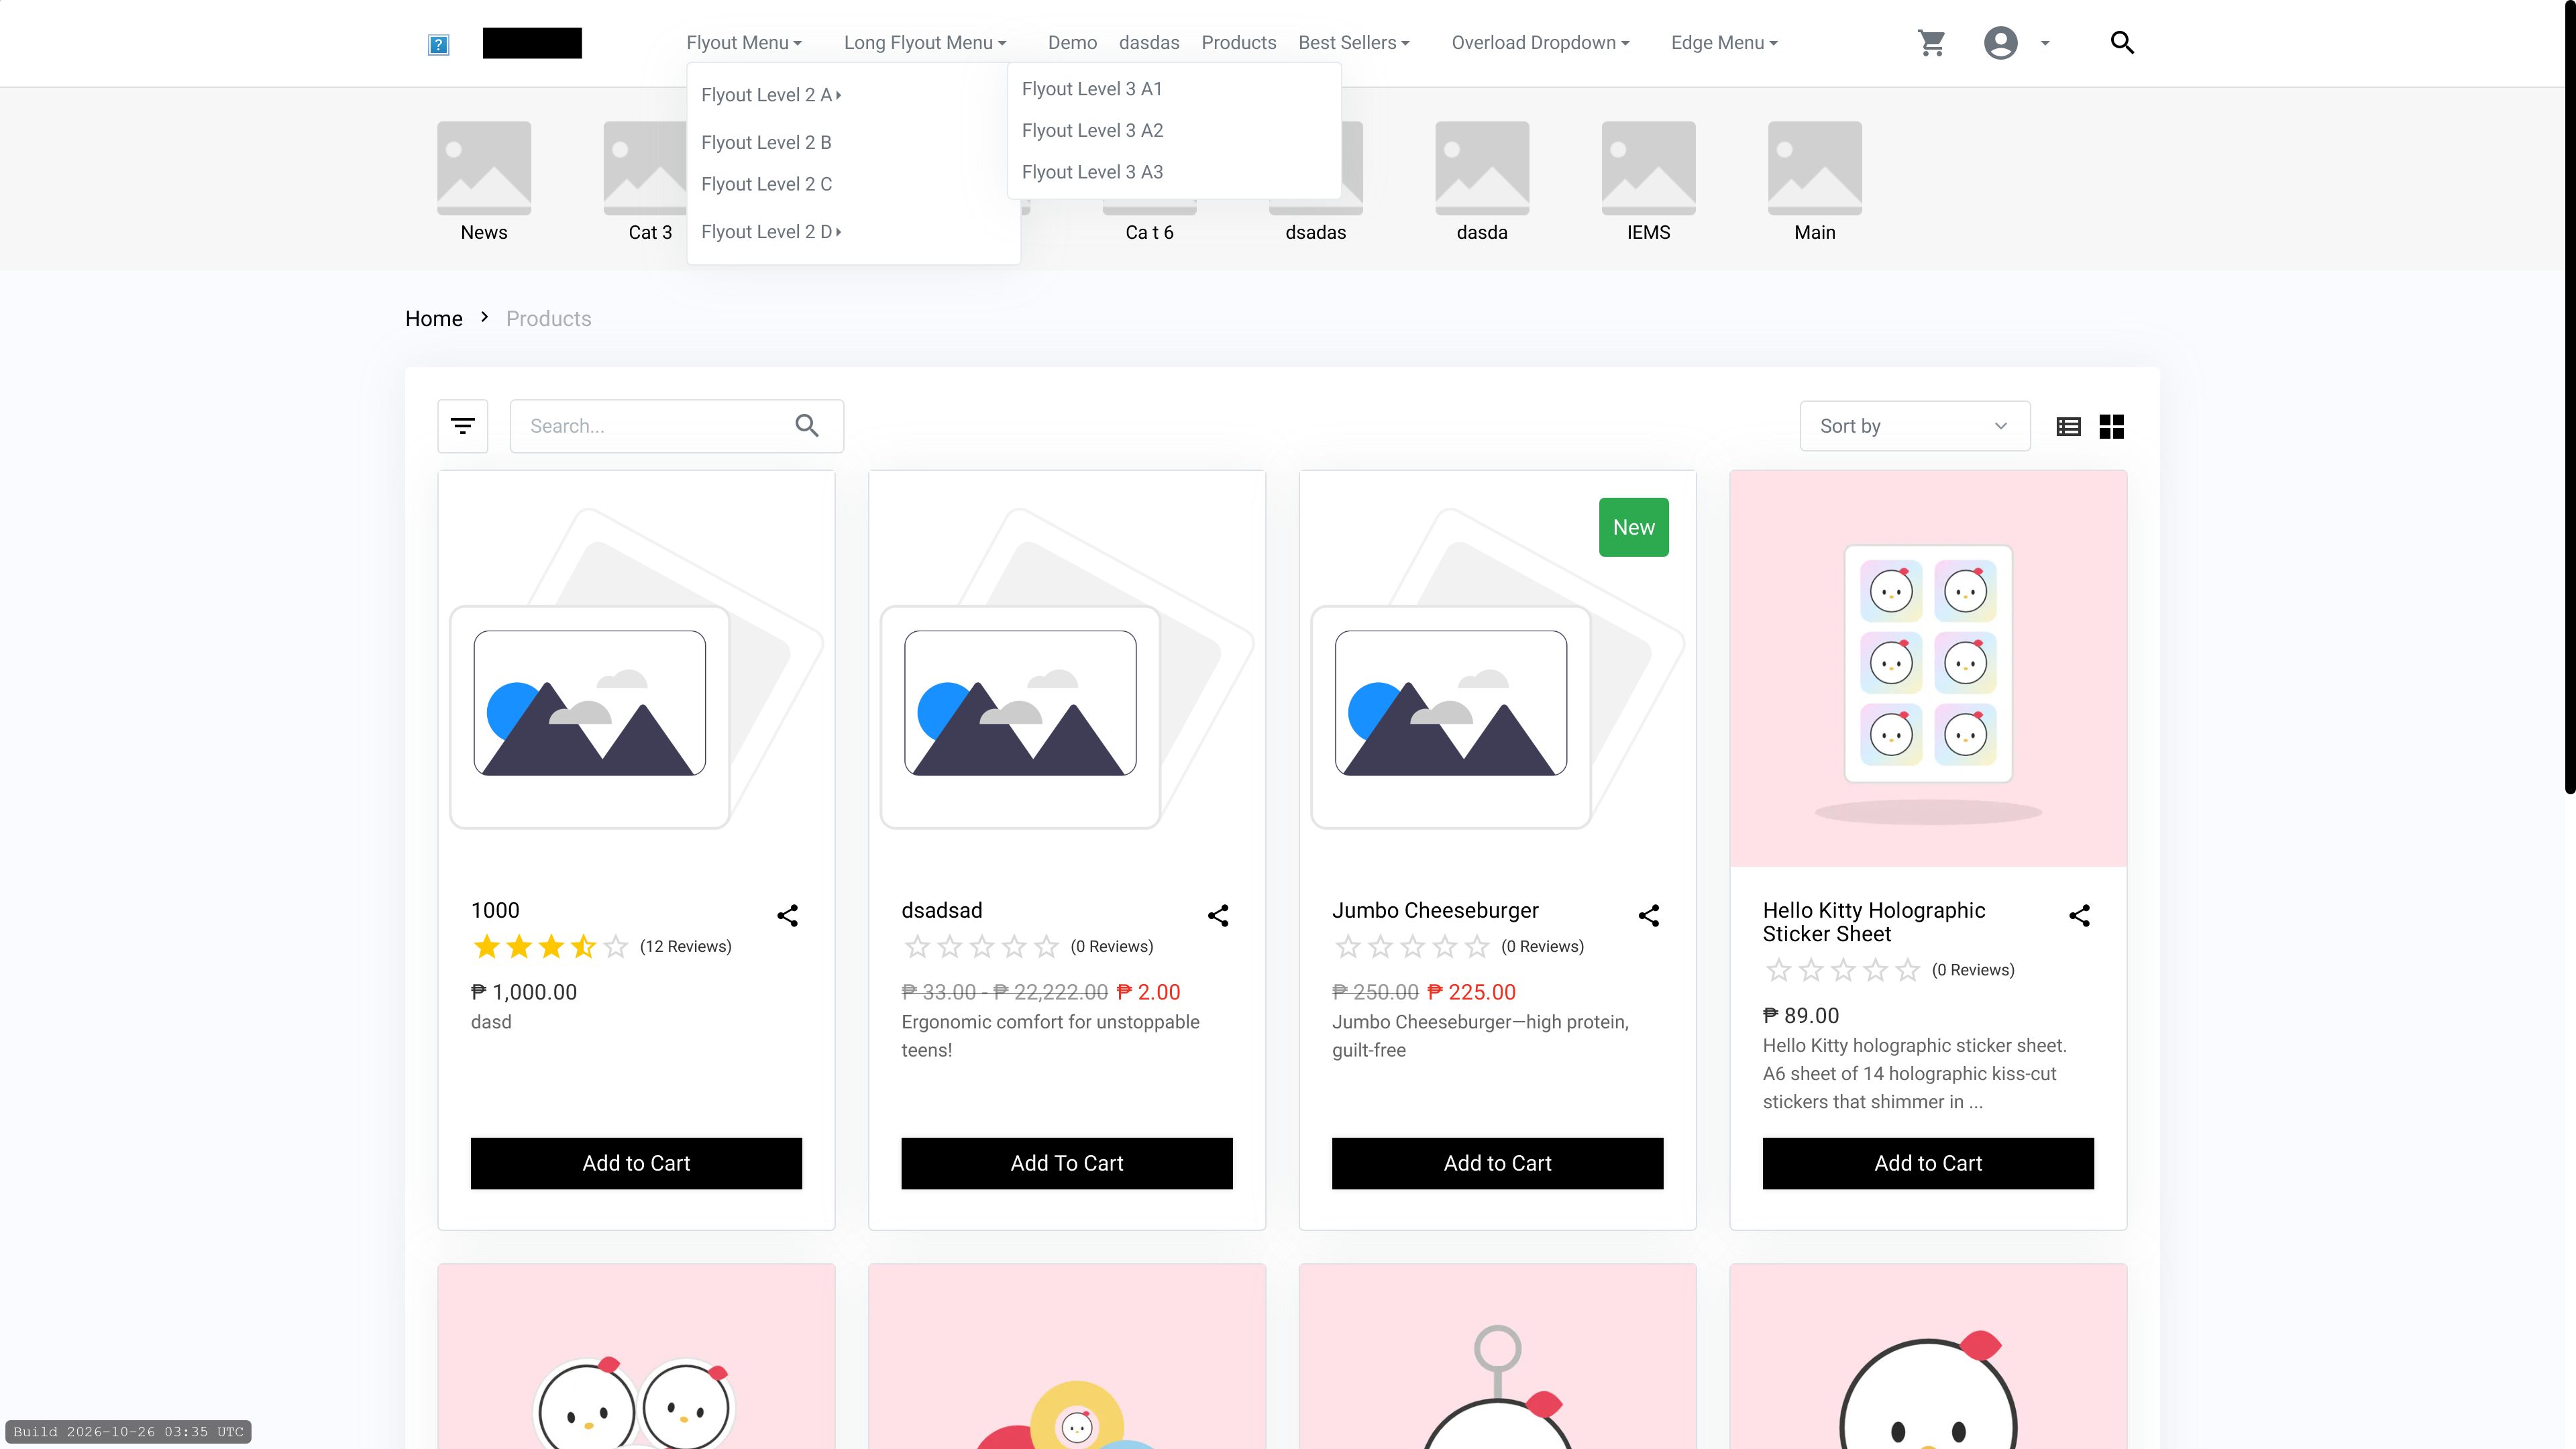 Flyout Menu
Long Flyout Menu
Demo
dasdas
Products
Best Sellers
Overload Dropdown
Edge Menu
Flyout Level 2 A
Flyout Level 2 B
Flyout Level 2 C
Flyout Level 2 D
Flyout Level 3 A1
Flyout Level 3 A2
Flyout Level 3 A3
News
Cat 3
Ca t 6
dsadas
dasda
IEMS
Main
Home
Products
Search...
Sort by
1000
(12 Reviews)
₱ 1,000.00
dasd
Add to Cart
dsadsad
(0 Reviews)
₱ 33.00 - ₱ 22,222.00 ₱ 2.00
Ergonomic comfort for unstoppable
teens!
Add To Cart
New
Jumbo Cheeseburger
(0 Reviews)
₱ 250.00 ₱ 225.00
Jumbo Cheeseburger—high protein,
guilt-free
Add to Cart
Hello Kitty Holographic
Sticker Sheet
(0 Reviews)
₱ 89.00
Hello Kitty holographic sticker sheet.
A6 sheet of 14 holographic kiss-cut
stickers that shimmer in ...
Add to Cart
Build 2026-10-26 03:35 UTC